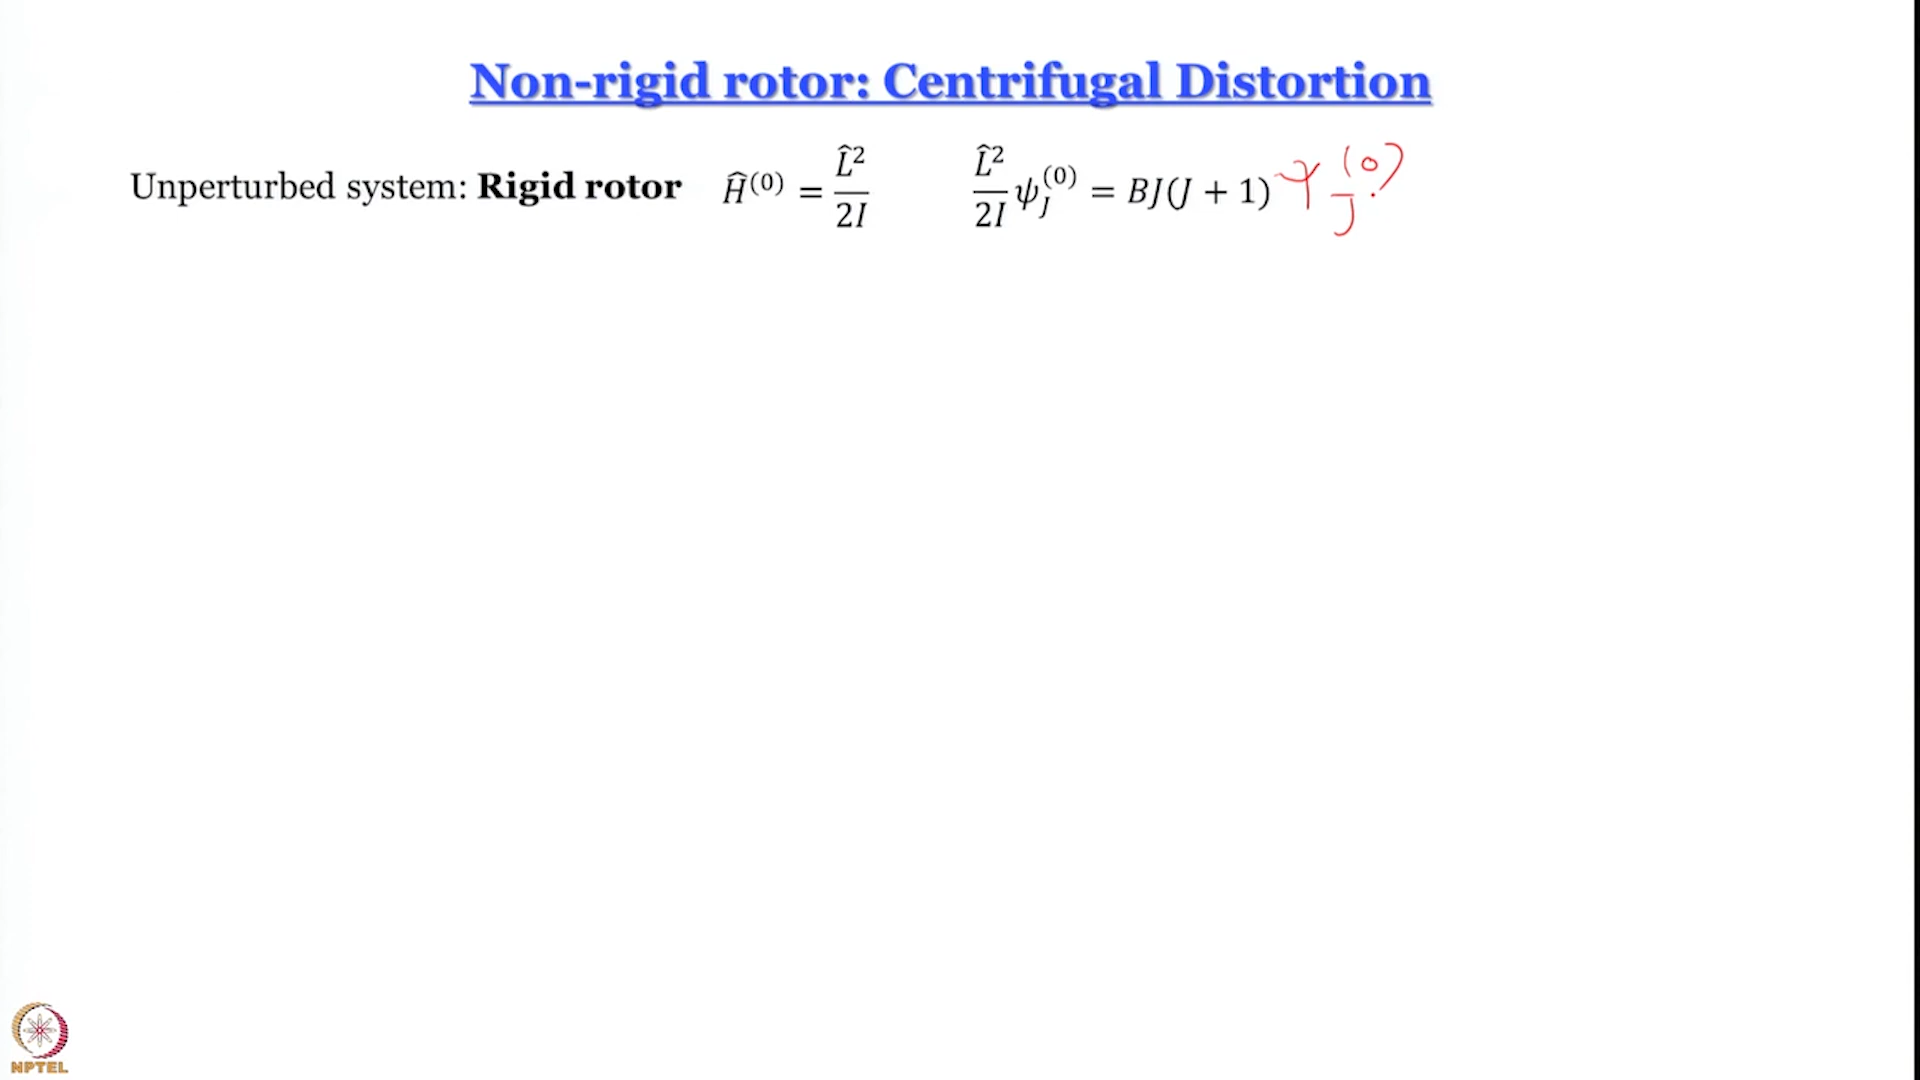 Non-rigid rotor: Centrifugal Distortion
Unperturbed system: Rigid rotor Ĥ⁽⁰⁾ = L̂²/2I L̂²/2I ψ_J⁽⁰⁾ = BJ(J + 1) ψ_J⁽⁰⁾
NPTEL